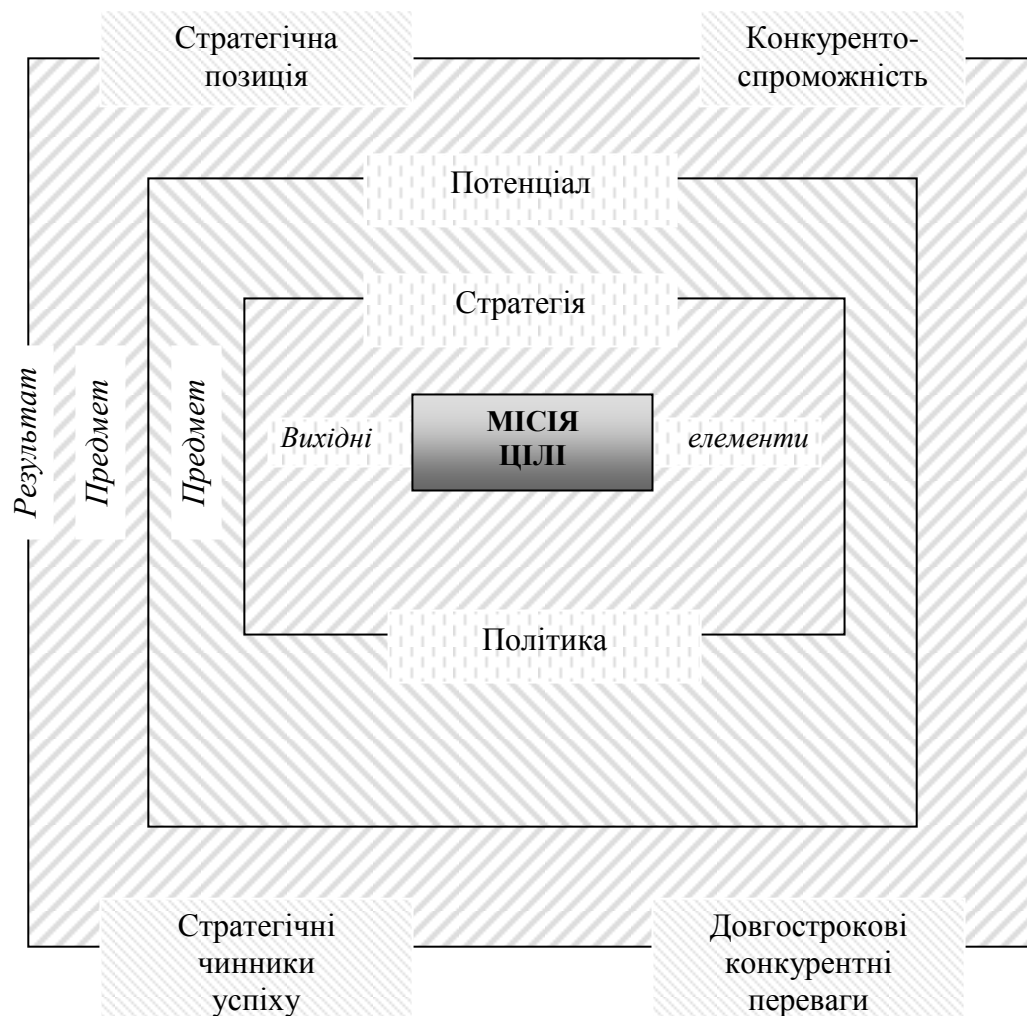 Стратегічна
позиція
Конкуренто-
спроможність
Потенціал
Стратегія
Результат
Предмет
Предмет
Вихідні
МІСІЯ
ЦІЛІ
елементи
Політика
Стратегічні
чинники
успіху
Довгострокові
конкурентні
переваги